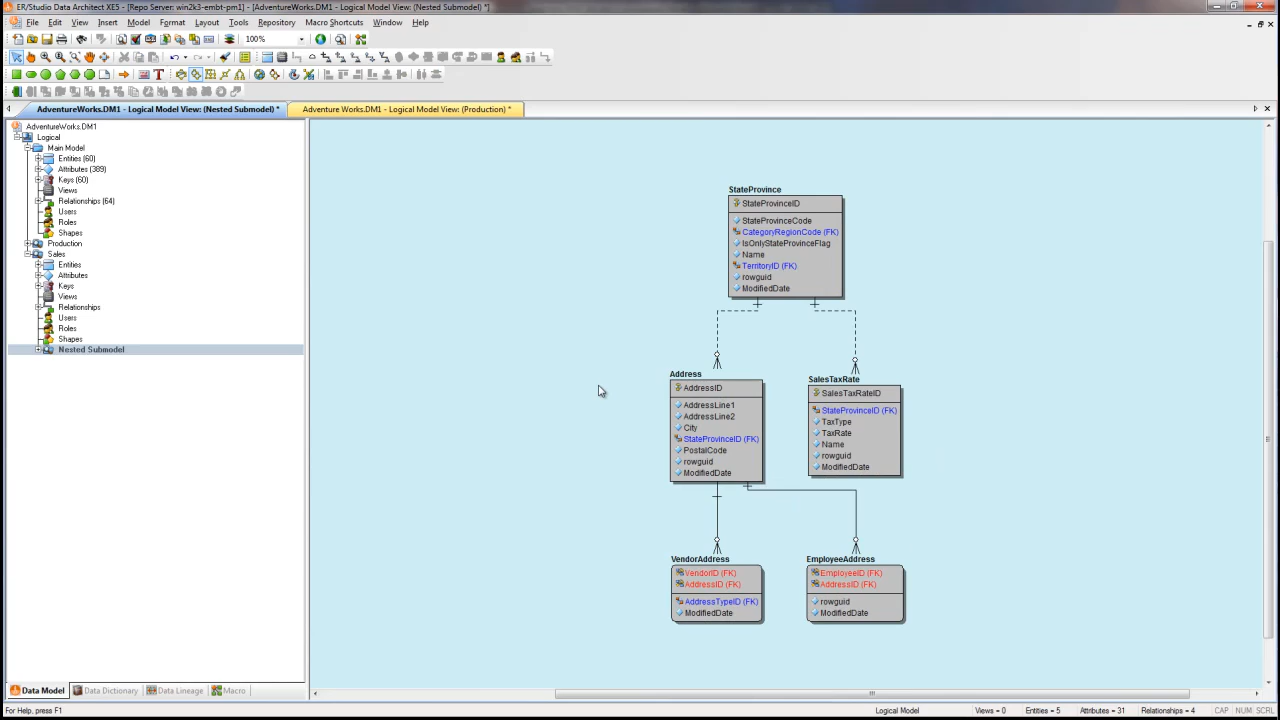 ER/Studio Data Architect XE5 - [Repo Server: win2k3-embt-pm1] - [AdventureWorks.DM1 - Logical Model View: (Nested Submodel) *]
File Edit View Insert Model Format Layout Tools Repository Macro Shortcuts Window Help
100%
AdventureWorks.DM1 - Logical Model View: (Nested Submodel) *
Adventure Works.DM1 - Logical Model View: (Production) *
AdventureWorks.DM1
Logical
Main Model
Entities (60)
Attributes (389)
Keys (60)
Views
Relationships (64)
Users
Roles
Shapes
Production
Sales
Entities
Attributes
Keys
Views
Relationships
Users
Roles
Shapes
Nested Submodel
StateProvince
StateProvinceID
StateProvinceCode
CategoryRegionCode (FK)
IsOnlyStateProvinceFlag
Name
TerritoryID (FK)
rowguid
ModifiedDate
Address
AddressID
AddressLine1
AddressLine2
City
StateProvinceID (FK)
PostalCode
rowguid
ModifiedDate
SalesTaxRate
SalesTaxRateID
StateProvinceID (FK)
TaxType
TaxRate
Name
rowguid
ModifiedDate
VendorAddress
VendorID (FK)
AddressID (FK)
AddressTypeID (FK)
ModifiedDate
EmployeeAddress
EmployeeID (FK)
AddressID (FK)
rowguid
ModifiedDate
Data Model Data Dictionary Data Lineage Macro
For Help, press F1
Logical Model Views = 0 Entities = 5 Attributes = 31 Relationships = 4 CAP NUM SCRL